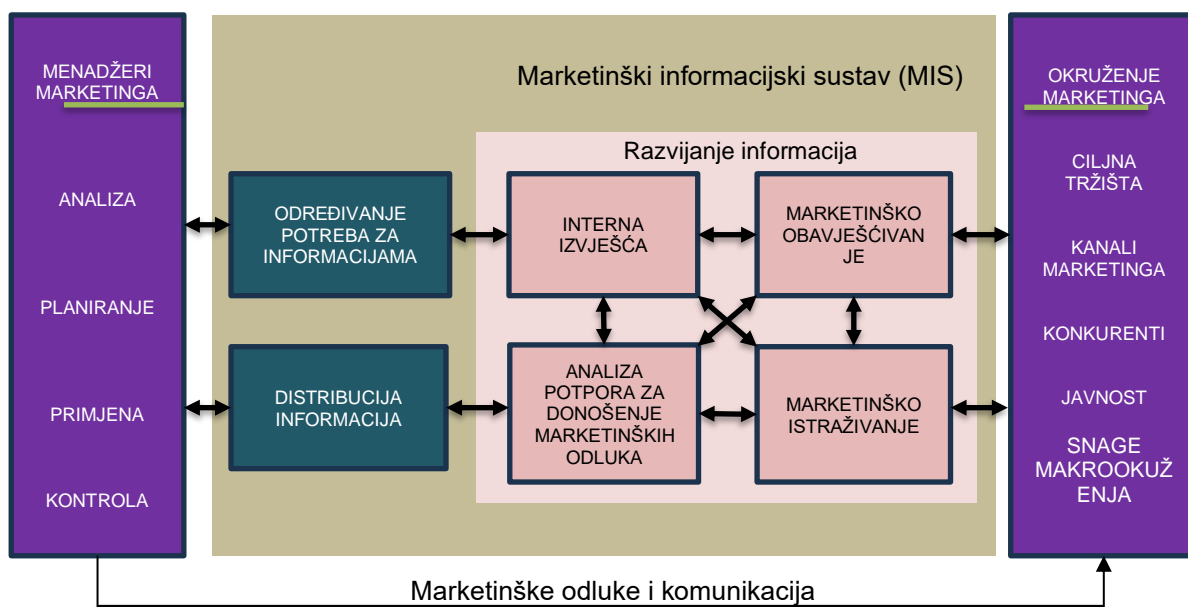 MENADŽERI
MARKETINGA
ANALIZA
PLANIRANJE
PRIMJENA
KONTROLA
Marketinški informacijski sustav (MIS)
ODREĐIVANJE
POTREBA ZA
INFORMACIJAMA
DISTRIBUCIJA
INFORMACIJA
Razvijanje informacija
INTERNA
IZVJEŠĆA
MARKETINŠKO
OBAVJEŠĆIVAN
JE
ANALIZA
POTPORA ZA
DONOŠENJE
MARKETINŠKIH
ODLUKA
MARKETINŠKO
ISTRAŽIVANJE
OKRUŽENJE
MARKETINGA
CILJNA
TRŽIŠTA
KANALI
MARKETINGA
KONKURENTI
JAVNOST
SNAGE
MAKROOKUŽ
ENJA
Marketinške odluke i komunikacija